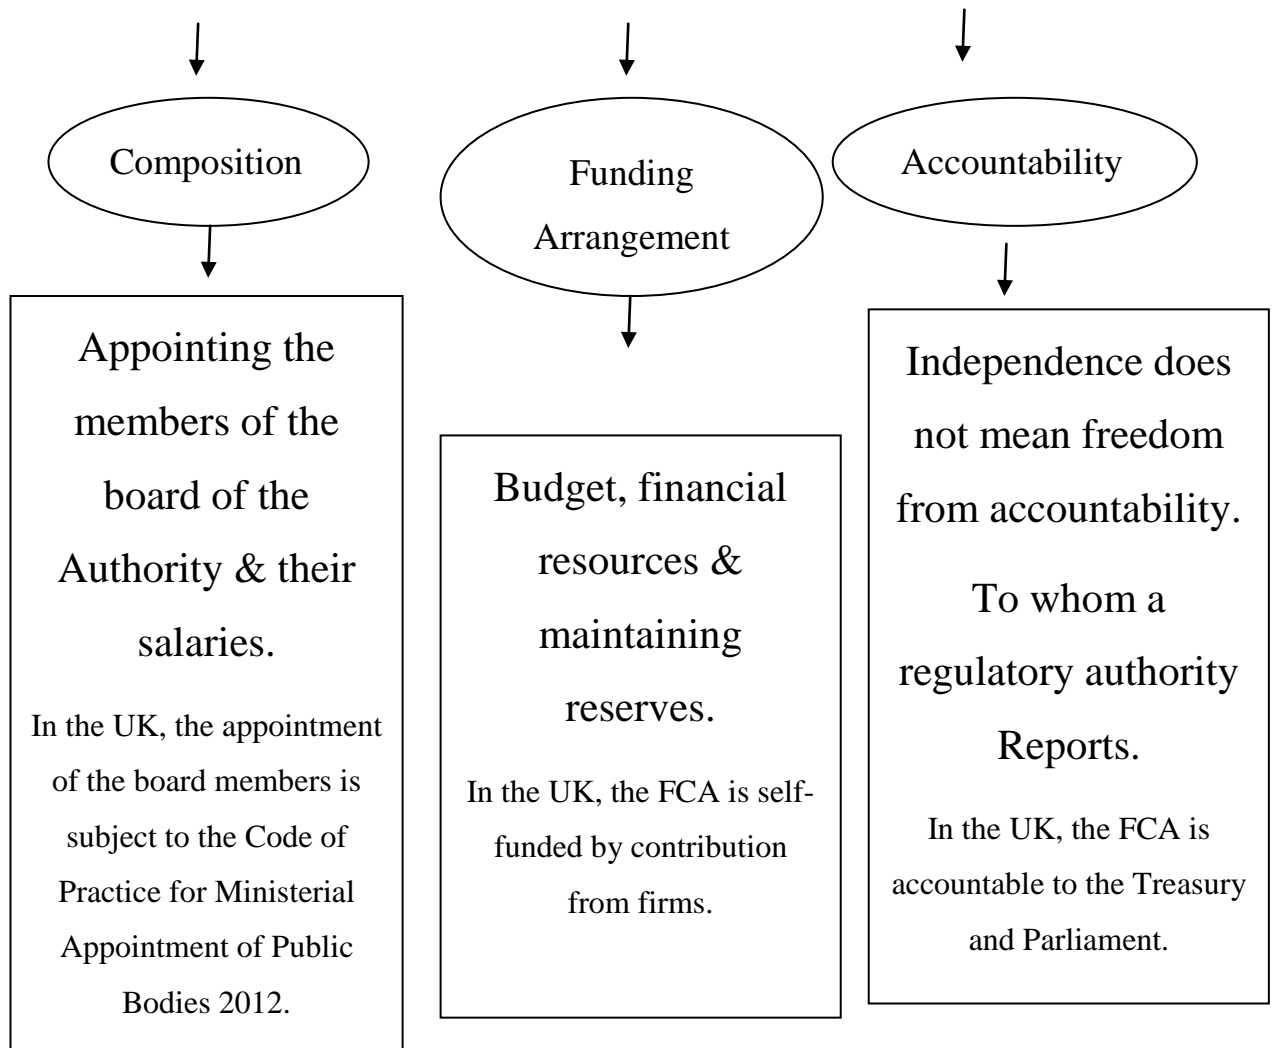 Composition
Funding
Arrangement
Accountability
Appointing the
members of the
board of the
Authority & their
salaries.
In the UK, the appointment
of the board members is
subject to the Code of
Practice for Ministerial
Appointment of Public
Bodies 2012.
Budget, financial
resources &
maintaining
reserves.
In the UK, the FCA is self-
funded by contribution
from firms.
Independence does
not mean freedom
from accountability.
To whom a
regulatory authority
Reports.
In the UK, the FCA is
accountable to the Treasury
and Parliament.